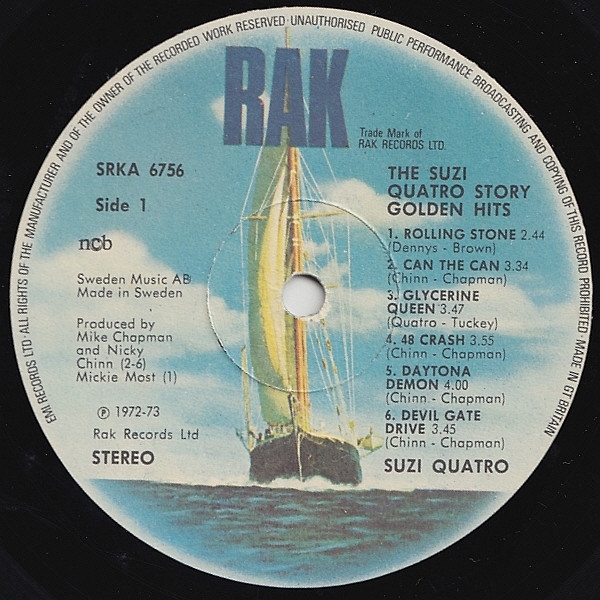 EMI RECORDS LTD · ALL RIGHTS OF THE MANUFACTURER AND OF THE OWNER OF THE RECORDED WORK RESERVED · UNAUTHORISED PUBLIC PERFORMANCE BROADCASTING AND COPYING OF THIS RECORD PROHIBITED · MADE IN GT BRITAIN
RAK
Trade Mark of
RAK RECORDS LTD.
SRKA 6756
Side 1
ncb
Sweden Music AB
Made in Sweden
Produced by
Mike Chapman
and Nicky
Chinn (2-6)
Mickie Most (1)
℗ 1972-73
Rak Records Ltd
STEREO
THE SUZI
QUATRO STORY
GOLDEN HITS
1. ROLLING STONE 2.44
(Dennys - Brown)
2. CAN THE CAN 3.34
(Chinn - Chapman)
3. GLYCERINE
QUEEN 3.47
(Quatro - Tuckey)
4. 48 CRASH 3.55
(Chinn - Chapman)
5. DAYTONA
DEMON 4.00
(Chinn - Chapman)
6. DEVIL GATE
DRIVE 3.45
(Chinn - Chapman)
SUZI QUATRO